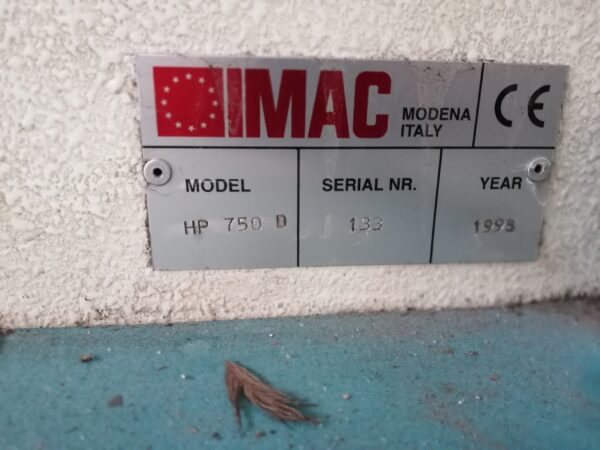 IMAC
MODENA
ITALY
CE
MODEL
SERIAL NR.
YEAR
HP 750 D
133
1998